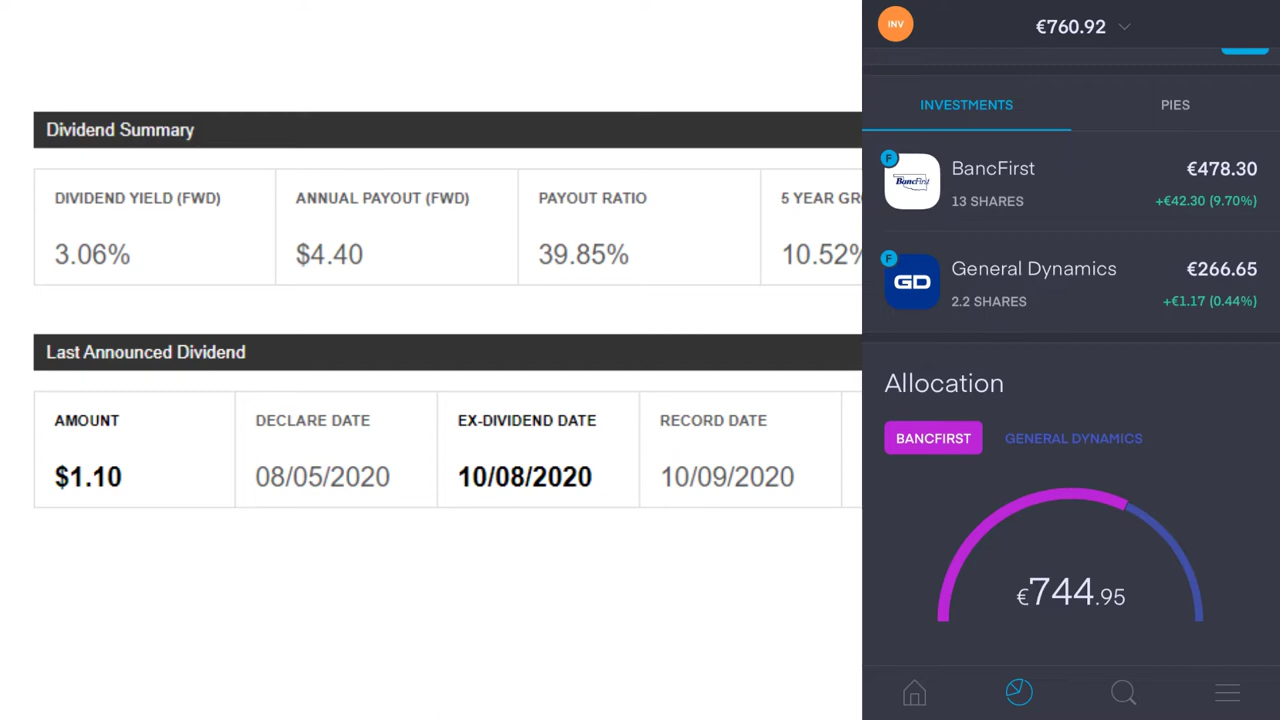 Dividend Summary
DIVIDEND YIELD (FWD)
3.06%
ANNUAL PAYOUT (FWD)
$4.40
PAYOUT RATIO
39.85%
5 YEAR GR
10.52%
Last Announced Dividend
AMOUNT
$1.10
DECLARE DATE
08/05/2020
EX-DIVIDEND DATE
10/08/2020
RECORD DATE
10/09/2020
INV
€760.92
INVESTMENTS
PIES
F
BancFirst
BancFirst
€478.30
13 SHARES
+€42.30 (9.70%)
F
GD
General Dynamics
€266.65
2.2 SHARES
+€1.17 (0.44%)
Allocation
BANCFIRST
GENERAL DYNAMICS
€744.95